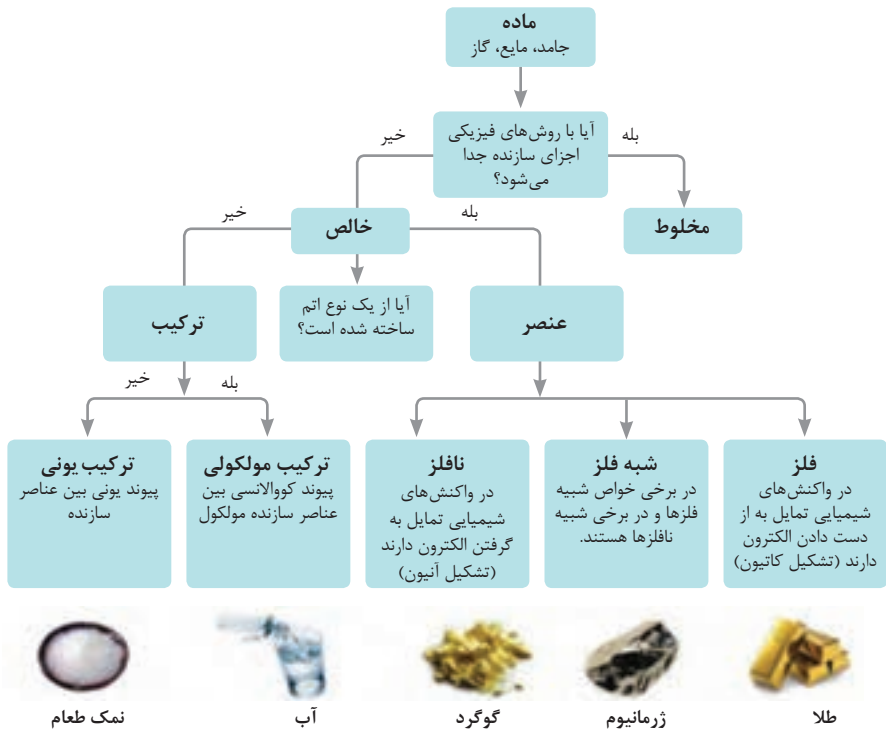 ماده
جامد، مایع، گاز
آیا با روش‌های فیزیکی
اجزای سازنده جدا
می‌شود؟
بله
خیر
مخلوط
خالص
بله
خیر
آیا از یک نوع اتم
ساخته شده است؟
عنصر
ترکیب
بله
خیر
فلز
در واکنش‌های
شیمیایی تمایل به از
دست دادن الکترون
دارند (تشکیل کاتیون)
شبه فلز
در برخی خواص شبیه
فلزها و در برخی شبیه
نافلزها هستند.
نافلز
در واکنش‌های
شیمیایی تمایل به
گرفتن الکترون دارند
(تشکیل آنیون)
ترکیب مولکولی
پیوند کووالانسی بین
عناصر سازنده مولکول
ترکیب یونی
پیوند یونی بین عناصر
سازنده
طلا
ژرمانیوم
گوگرد
آب
نمک طعام